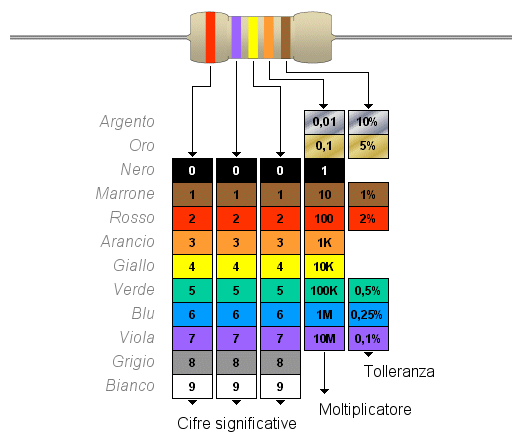 Argento 0,01 10%
Oro 0,1 5%
Nero 0 0 0 1
Marrone 1 1 1 10 1%
Rosso 2 2 2 100 2%
Arancio 3 3 3 1K
Giallo 4 4 4 10K
Verde 5 5 5 100K 0,5%
Blu 6 6 6 1M 0,25%
Viola 7 7 7 10M 0,1%
Grigio 8 8 8
Bianco 9 9 9
Tolleranza
Moltiplicatore
Cifre significative